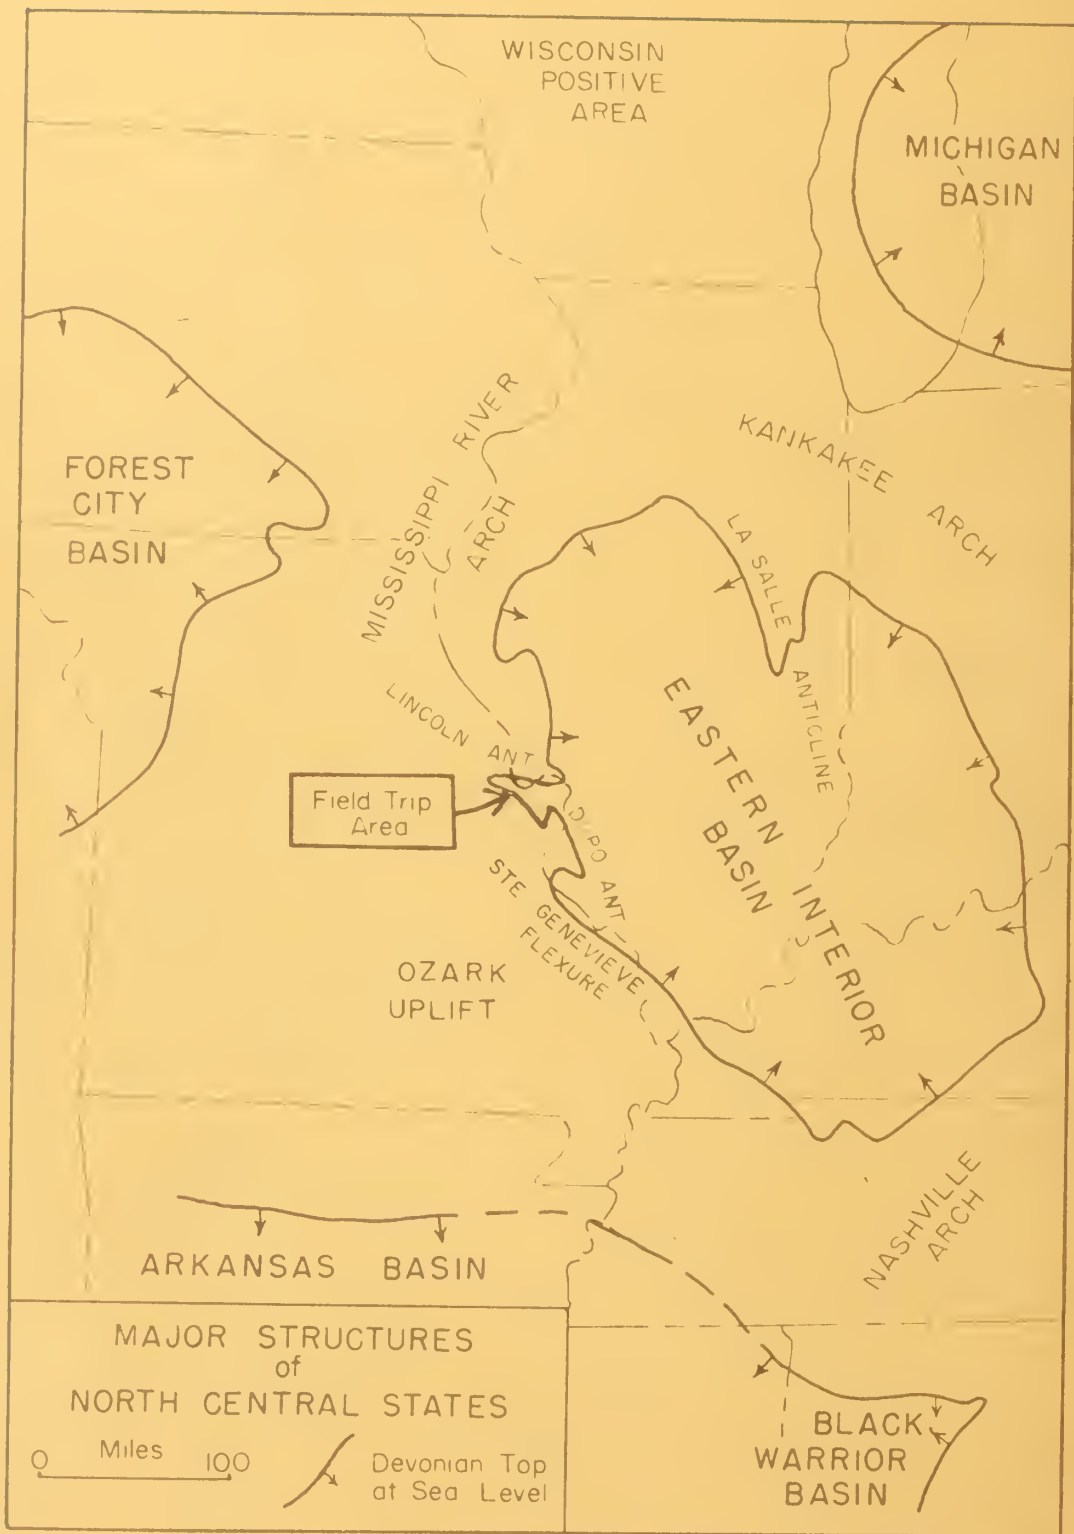 WISCONSIN
POSITIVE
AREA
MICHIGAN
BASIN
FOREST
CITY
BASIN
MISSISSIPPI RIVER
ARCH
KANKAKEE ARCH
LA SALLE
ANTICLINE
LINCOLN ANT
Field Trip
Area
DUPO ANT
STE GENEVIEVE
FLEXURE
EASTERN INTERIOR
BASIN
OZARK
UPLIFT
NASHVILLE
ARCH
ARKANSAS BASIN
BLACK
WARRIOR
BASIN
MAJOR STRUCTURES
of
NORTH CENTRAL STATES
0 Miles 100
Devonian Top
at Sea Level